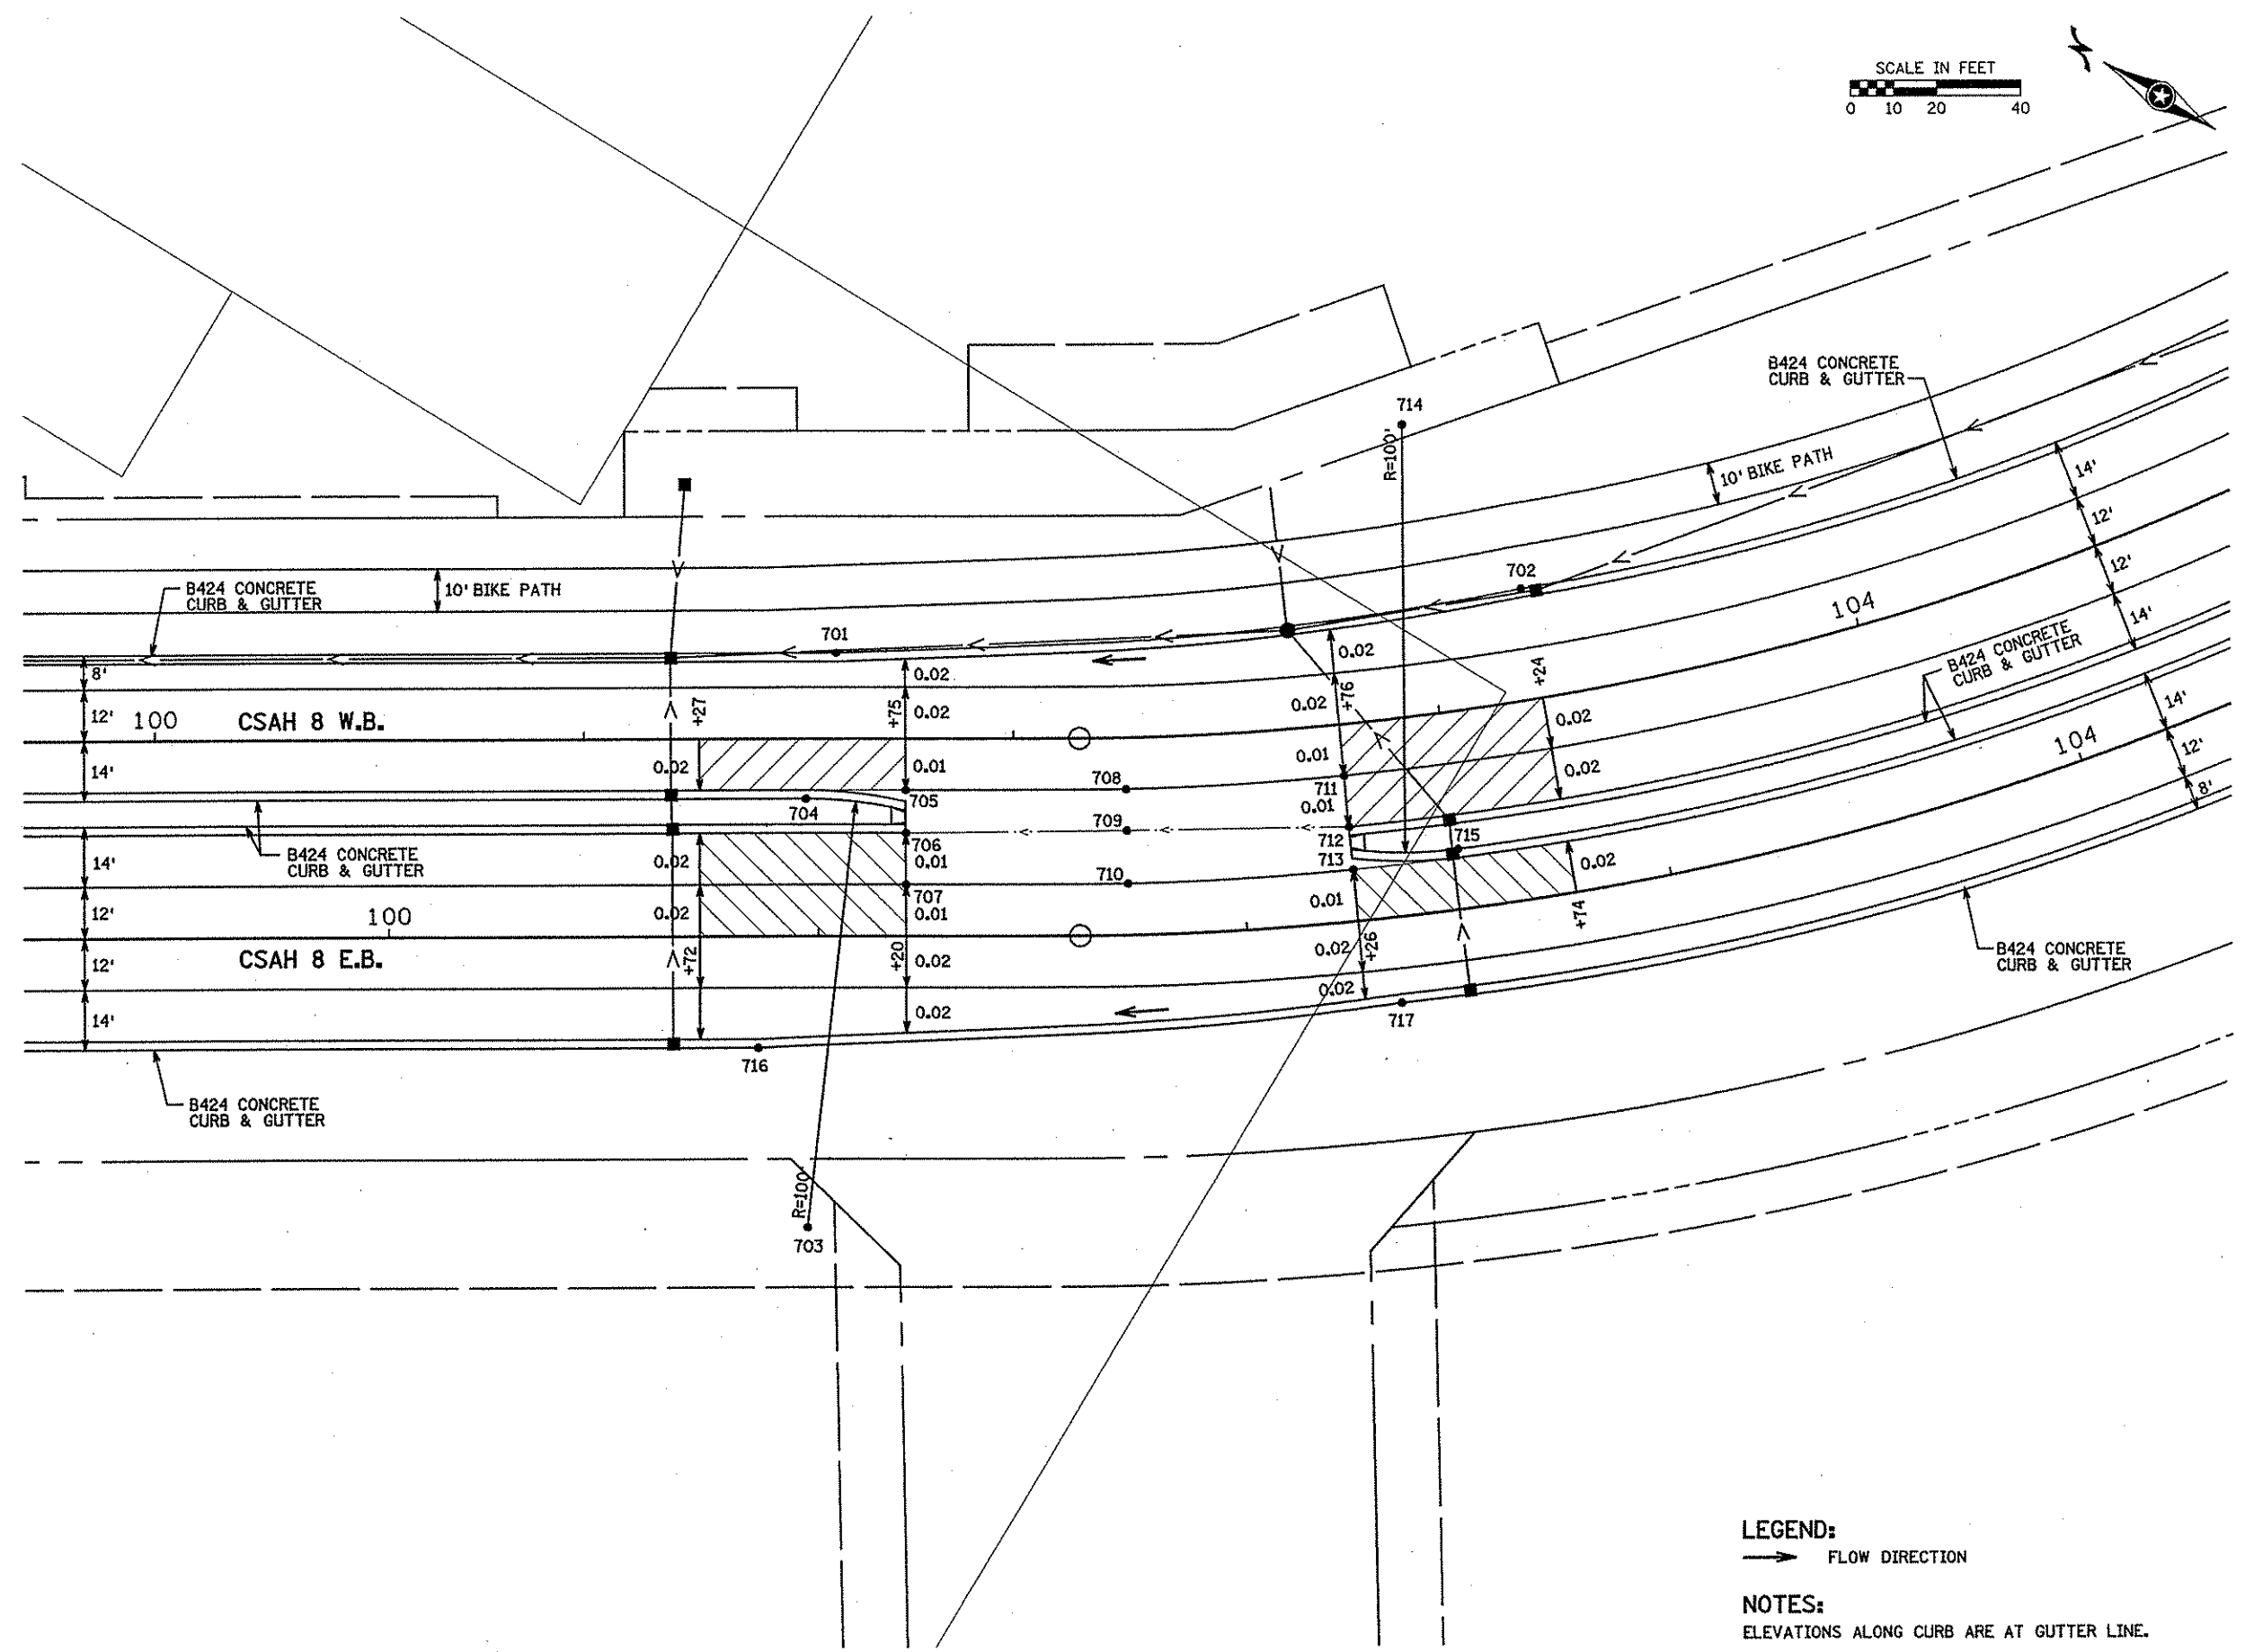 SCALE IN FEET
0 10 20 40
B424 CONCRETE
CURB & GUTTER
714
R=100'
10' BIKE PATH
14'
12'
12'
14'
702
B424 CONCRETE
CURB & GUTTER
10' BIKE PATH
701
104
B424 CONCRETE
CURB & GUTTER
8'
0.02
0.02
+24
12'
100
CSAH 8 W.B.
+27
+75
0.02
0.02
+76
0.02
14'
104
12'
8'
14'
0.02
0.01
0.01
0.02
704
705
708
711
0.01
709
712
715
706
713
14'
B424 CONCRETE
CURB & GUTTER
0.02
0.01
710
0.02
707
12'
100
0.02
0.01
0.01
+74
12'
CSAH 8 E.B.
+72
+20
0.02
0.02
+26
B424 CONCRETE
CURB & GUTTER
0.02
14'
0.02
717
716
B424 CONCRETE
CURB & GUTTER
R=100'
703
LEGEND:
FLOW DIRECTION
NOTES:
ELEVATIONS ALONG CURB ARE AT GUTTER LINE.